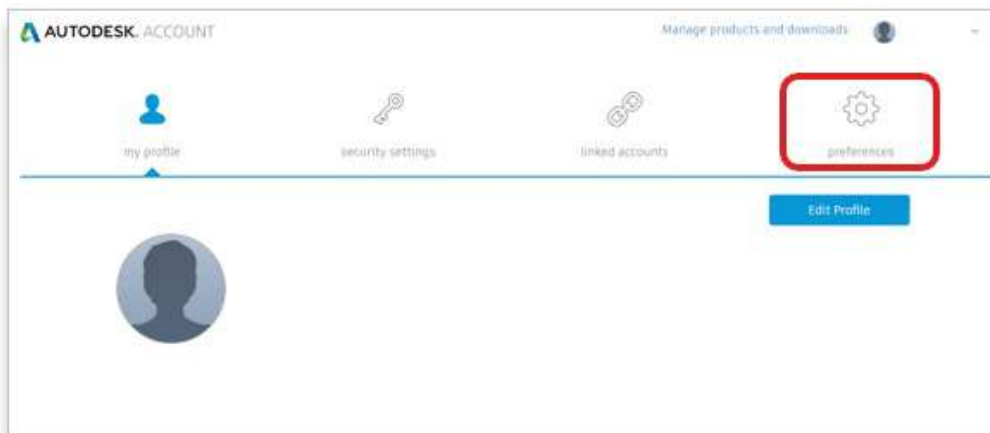 AUTODESK. ACCOUNT
Manage products and downloads
my profile
security settings
linked accounts
preferences
Edit Profile